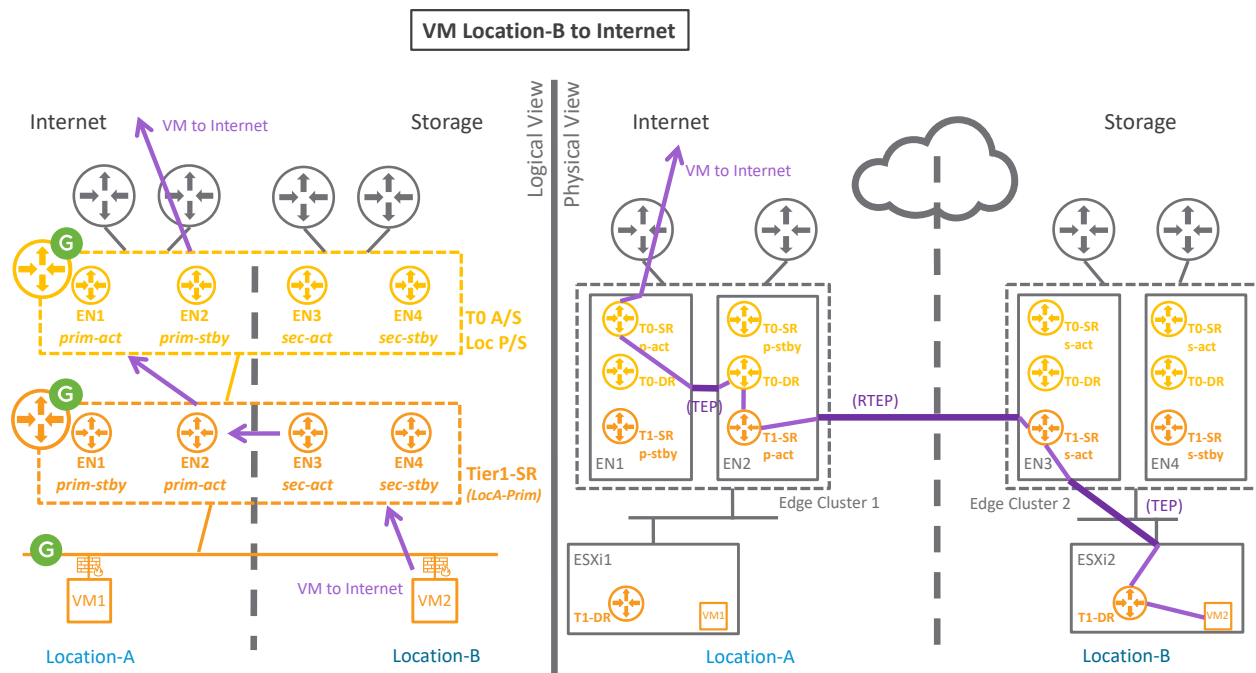 VM Location-B to Internet
Logical View
Physical View
Internet
VM to Internet
Storage
G
EN1
prim-act
EN2
prim-stby
EN3
sec-act
EN4
sec-stby
T0 A/S
Loc P/S
G
EN1
prim-stby
EN2
prim-act
EN3
sec-act
EN4
sec-stby
Tier1-SR
(LocA-Prim)
G
VM1
VM to Internet
VM2
Location-A
Location-B
Internet
VM to Internet
Storage
T0-SR
p-act
T0-DR
T1-SR
p-stby
EN1
(TEP)
T0-SR
p-stby
T0-DR
T1-SR
p-act
EN2
(RTEP)
T0-SR
s-act
T0-DR
T1-SR
s-act
EN3
T0-SR
s-act
T0-DR
T1-SR
s-stby
EN4
Edge Cluster 1
Edge Cluster 2
(TEP)
ESXi1
T1-DR
VM1
ESXi2
T1-DR
VM2
Location-A
Location-B